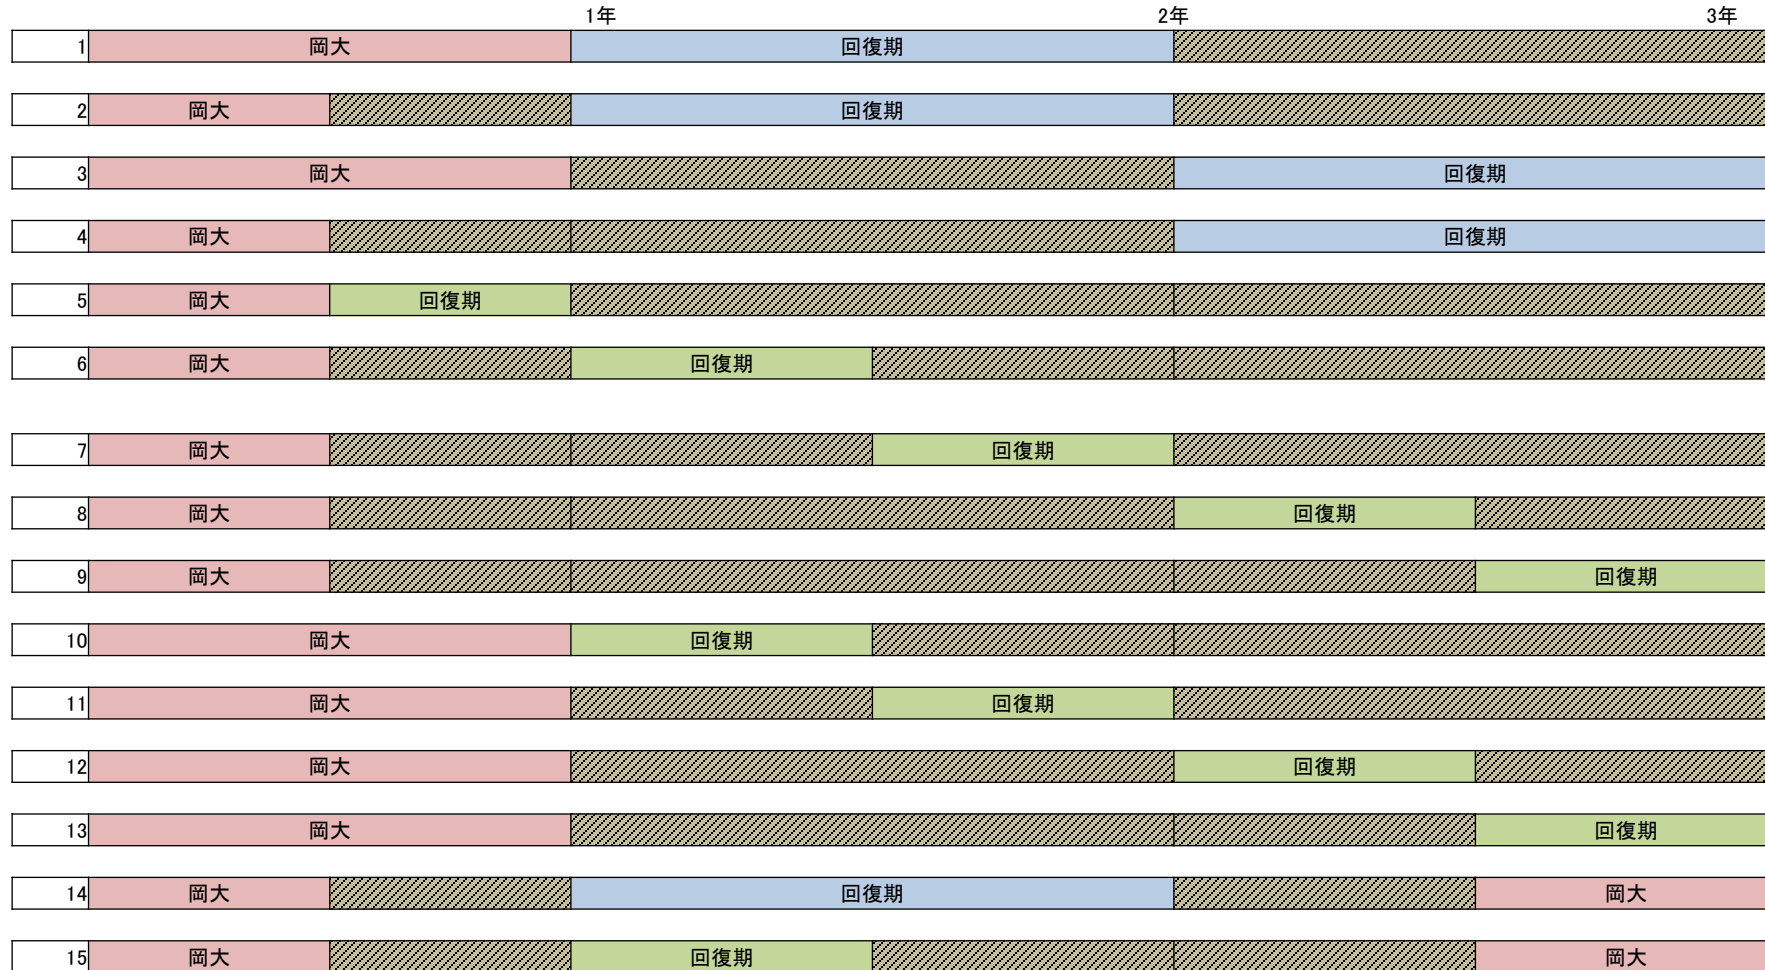 1年 2年 3年
1 岡大 回復期
2 岡大 回復期
3 岡大 回復期
4 岡大 回復期
5 岡大 回復期
6 岡大 回復期
7 岡大 回復期
8 岡大 回復期
9 岡大 回復期
10 岡大 回復期
11 岡大 回復期
12 岡大 回復期
13 岡大 回復期
14 岡大 回復期 岡大
15 岡大 回復期 岡大